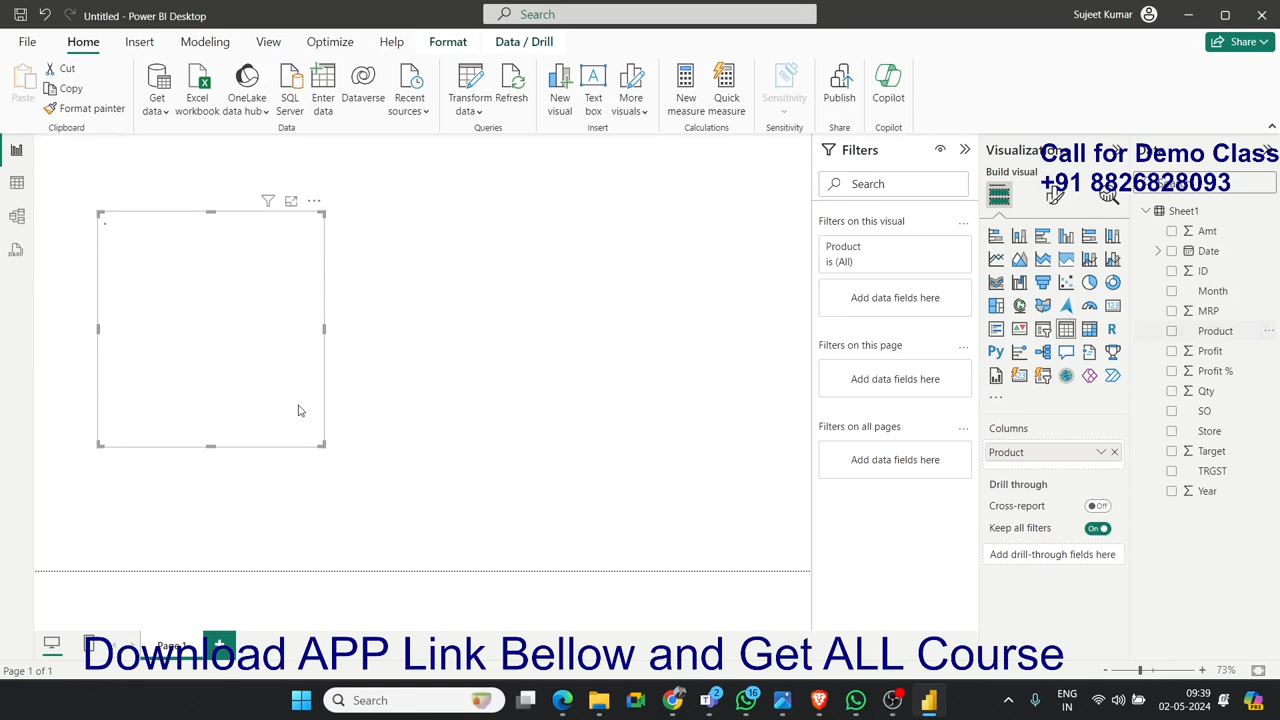 Untitled - Power BI Desktop
Search
Sujeet Kumar
File
Home
Insert
Modeling
View
Optimize
Help
Format
Data / Drill
Share
Paste
Cut
Copy
Format painter
Clipboard
Get data
Excel workbook
OneLake data hub
SQL Server
Enter data
Dataverse
Recent sources
Data
Transform data
Refresh
Queries
New visual
Text box
More visuals
Insert
New measure
Quick measure
Calculations
Sensitivity
Sensitivity
Publish
Share
Copilot
Copilot
Filters
Search
Filters on this visual
Product
is (All)
Add data fields here
Filters on this page
Add data fields here
Filters on all pages
Add data fields here
Build visual
Call for Demo Class
+91 8826828093
123
R
Py
Columns
Product
Drill through
Cross-report
Off
Keep all filters
On
Add drill-through fields here
Sheet1
Amt
Date
ID
Month
MRP
Product
Profit
Profit %
Qty
SO
Store
Target
TRGST
Year
Page 1
Download APP Link Bellow and Get ALL Course
Page 1 of 1
73%
Search
2
16
ENG
IN
09:39
02-05-2024